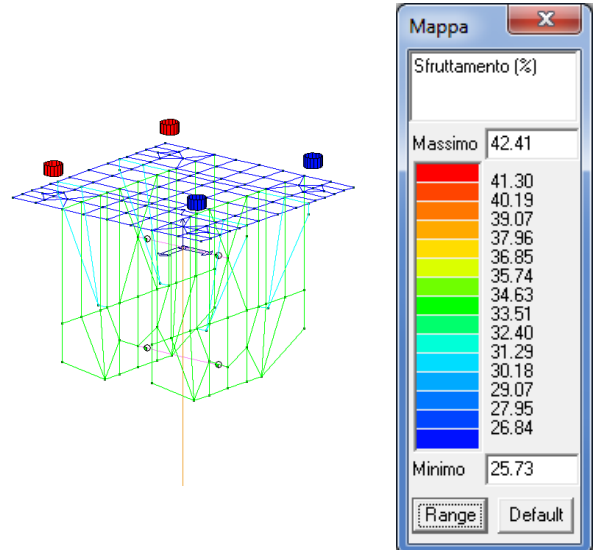 Mappa
Sfruttamento (%)
Massimo 42.41
41.30
40.19
39.07
37.96
36.85
35.74
34.63
33.51
32.40
31.29
30.18
29.07
27.95
26.84
Minimo 25.73
Range Default